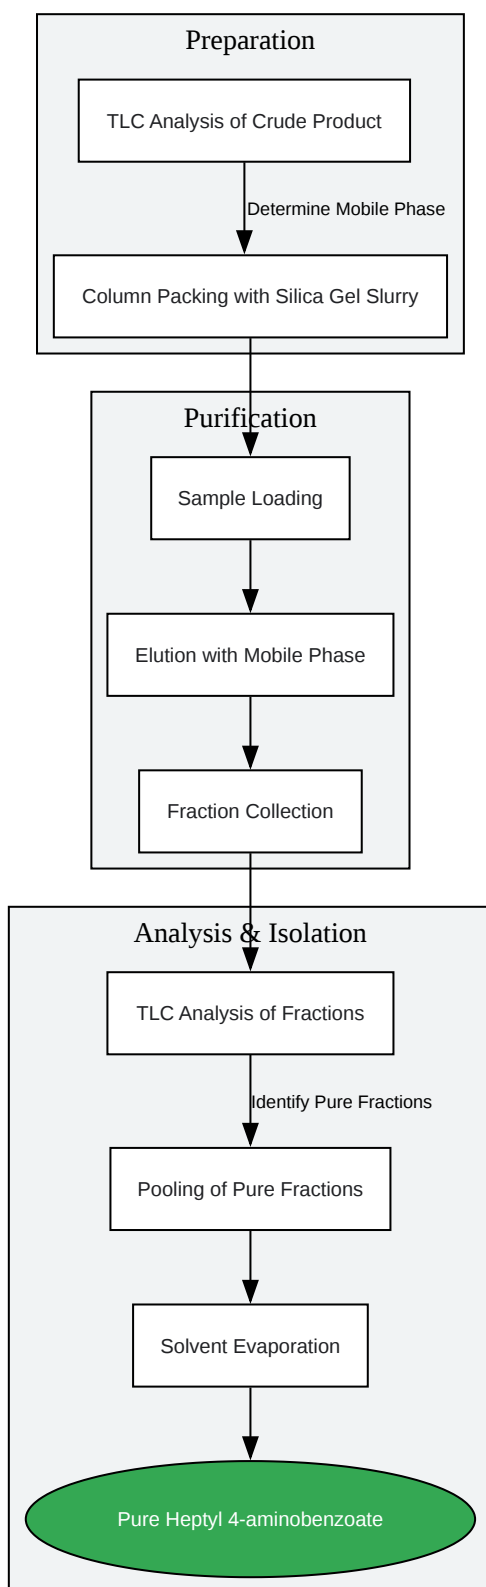 Preparation
TLC Analysis of Crude Product
Determine Mobile Phase
Column Packing with Silica Gel Slurry
Purification
Sample Loading
Elution with Mobile Phase
Fraction Collection
Analysis & Isolation
TLC Analysis of Fractions
Identify Pure Fractions
Pooling of Pure Fractions
Solvent Evaporation
Pure Heptyl 4-aminobenzoate